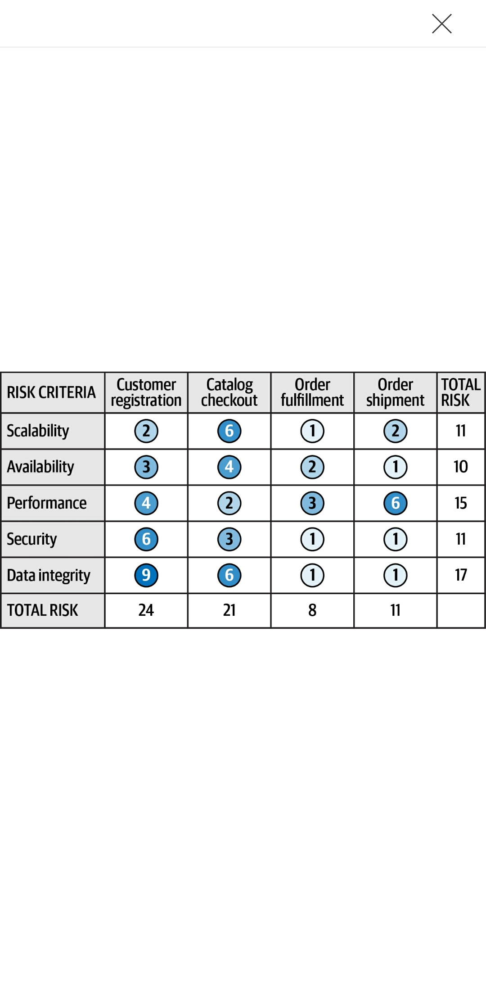 RISK CRITERIA Customer registration Catalog checkout Order fulfillment Order shipment TOTAL RISK
Scalability 2 6 1 2 11
Availability 3 4 2 1 10
Performance 4 2 3 6 15
Security 6 3 1 1 11
Data integrity 9 6 1 1 17
TOTAL RISK 24 21 8 11